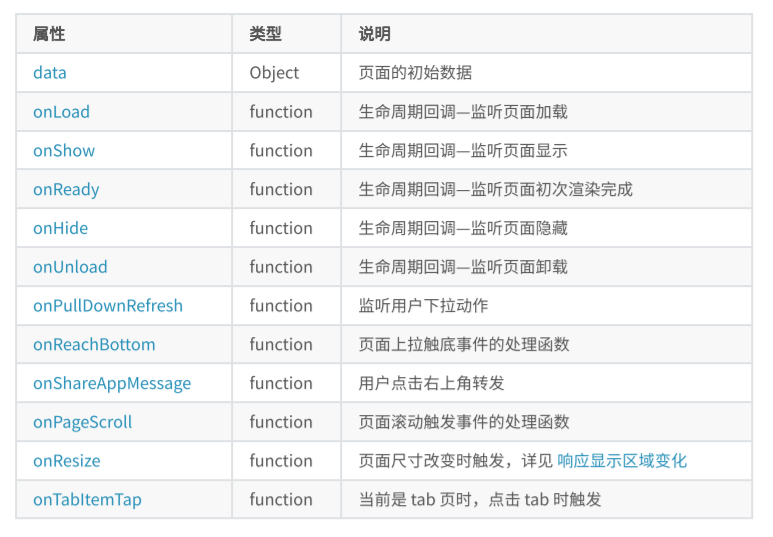 属性 类型 说明
data Object 页面的初始数据
onLoad function 生命周期回调—监听页面加载
onShow function 生命周期回调—监听页面显示
onReady function 生命周期回调—监听页面初次渲染完成
onHide function 生命周期回调—监听页面隐藏
onUnload function 生命周期回调—监听页面卸载
onPullDownRefresh function 监听用户下拉动作
onReachBottom function 页面上拉触底事件的处理函数
onShareAppMessage function 用户点击右上角转发
onPageScroll function 页面滚动触发事件的处理函数
onResize function 页面尺寸改变时触发，详见 响应显示区域变化
onTabItemTap function 当前是 tab 页时，点击 tab 时触发